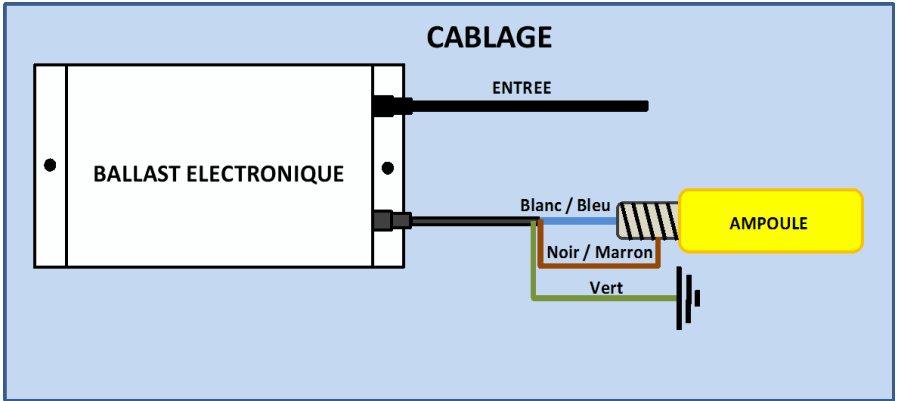 CABLAGE
ENTREE
BALLAST ELECTRONIQUE
Blanc / Bleu
AMPOULE
Noir / Marron
Vert